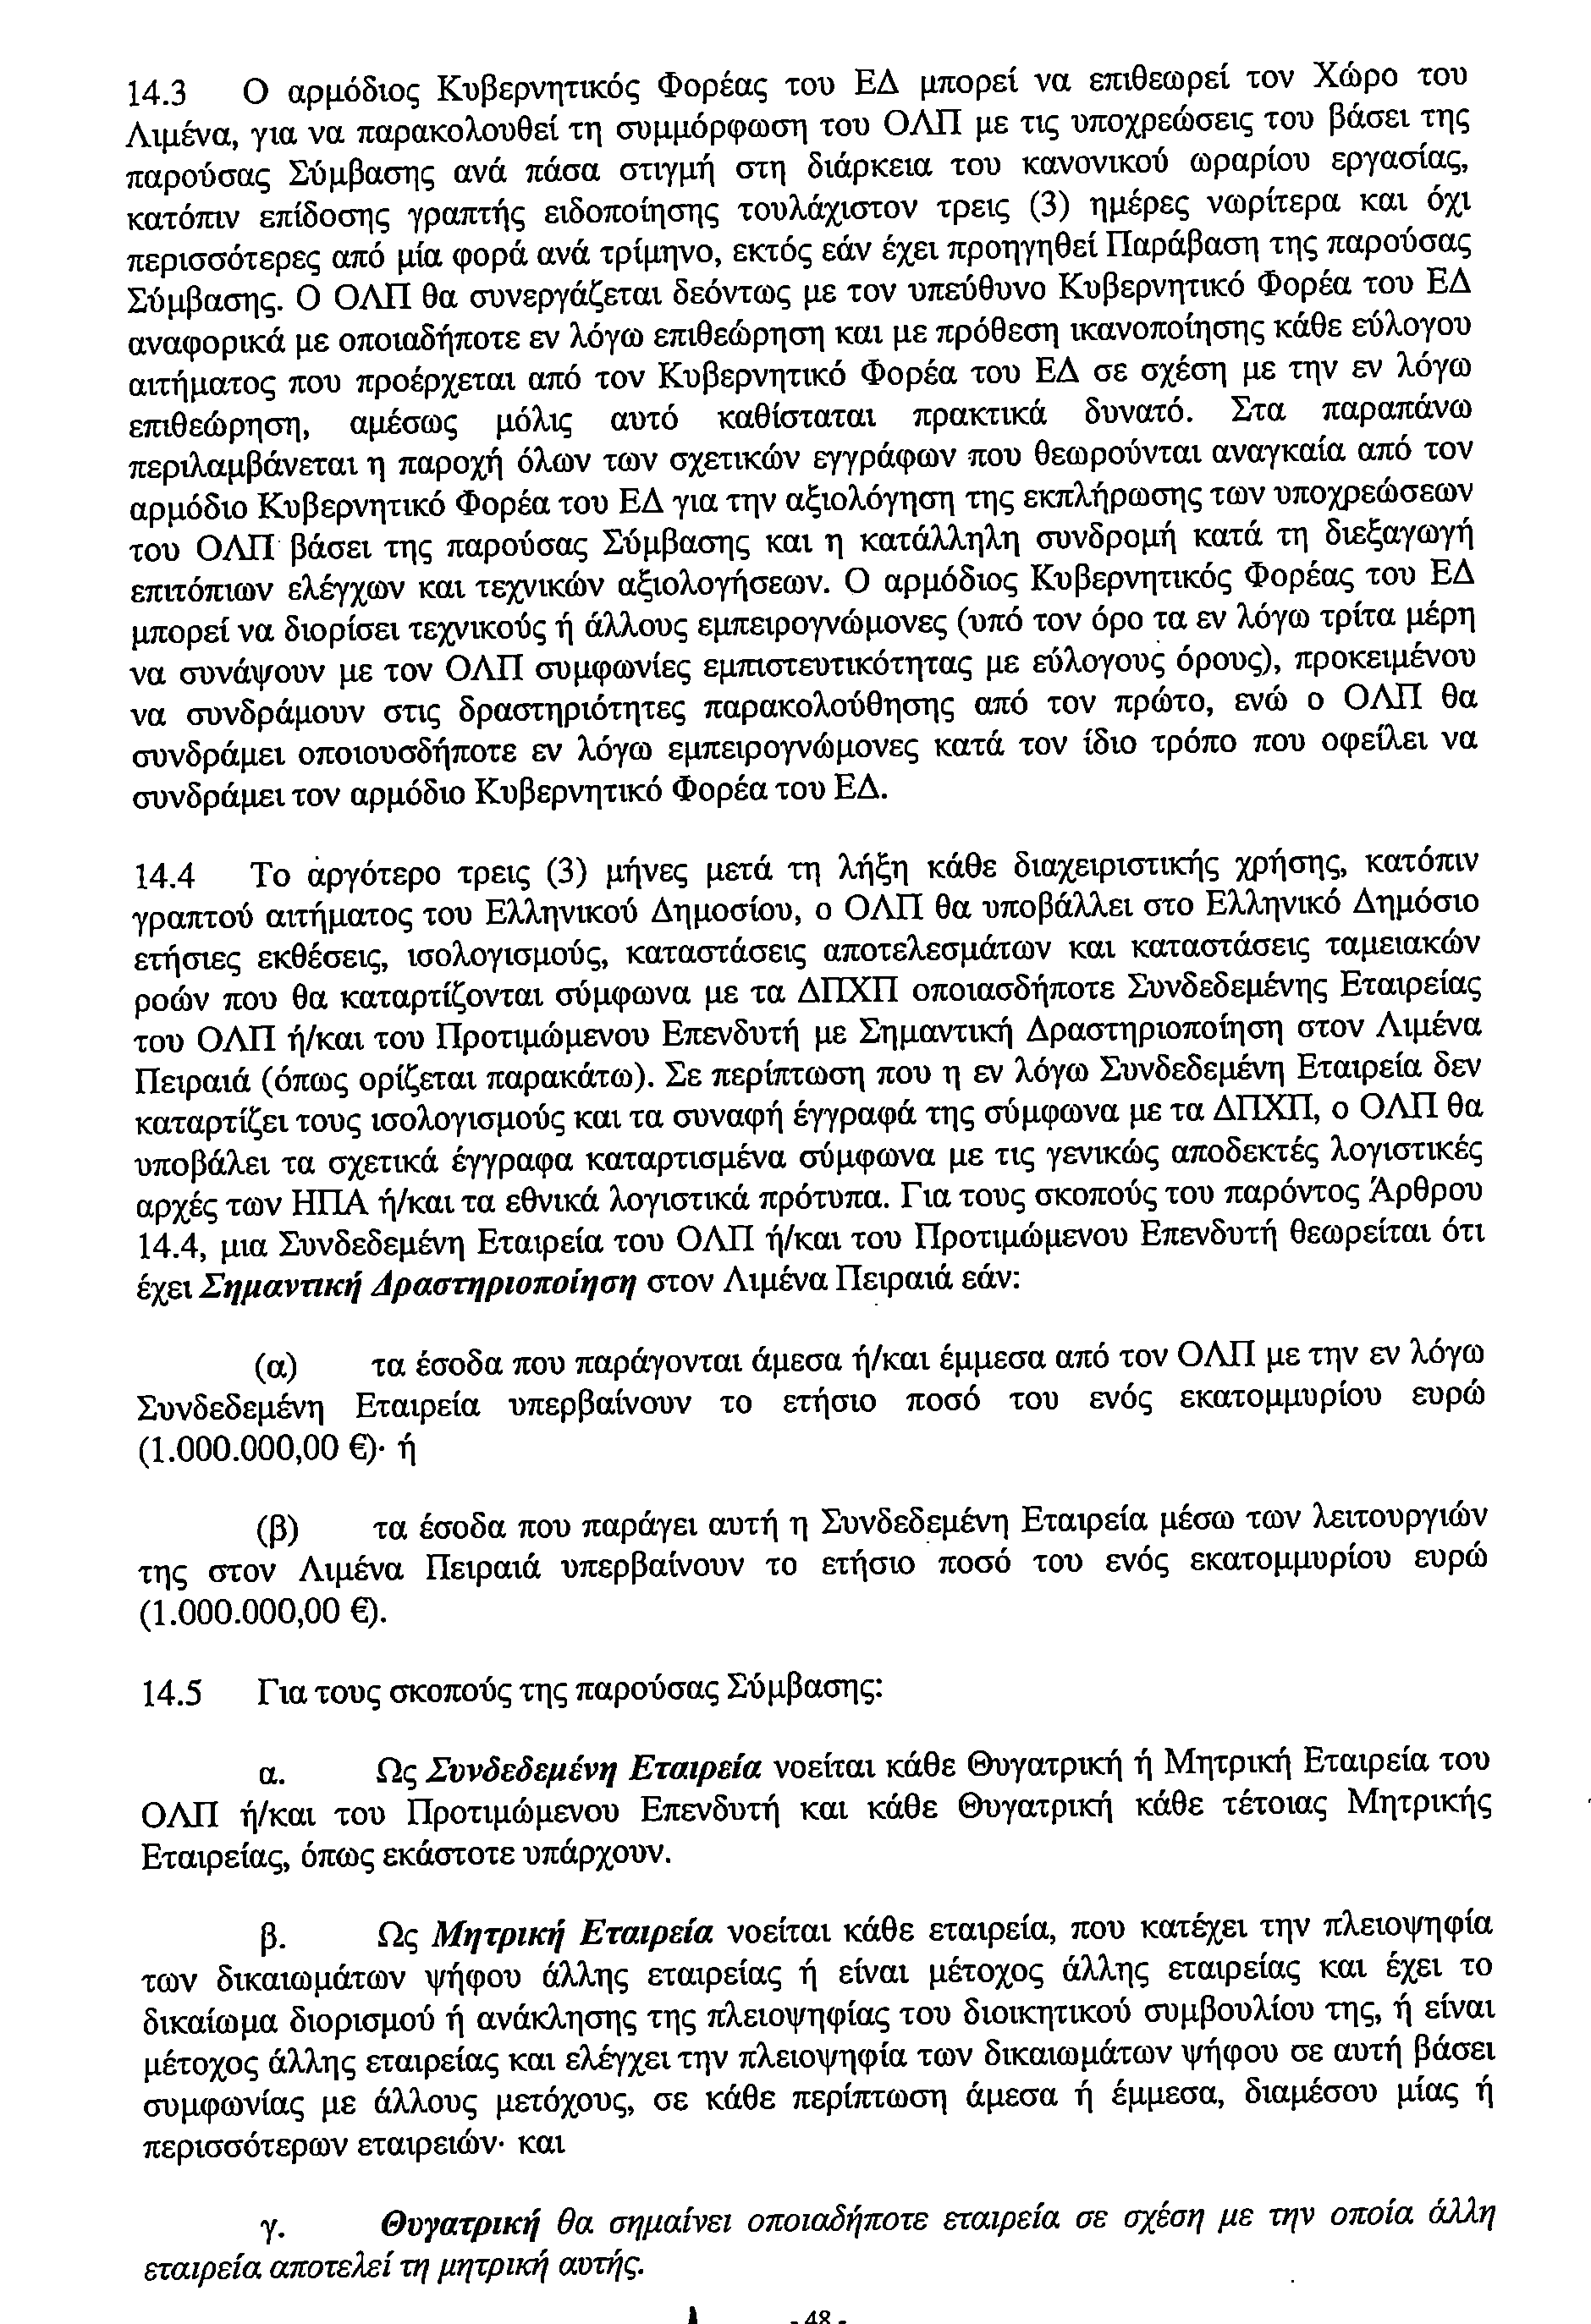 14.3 Ο αρμόδιος Κυβερνητικός Φορέας του ΕΔ μπορεί να επιθεωρεί τον Χώρο του
Λιμένα, για να παρακολουθεί τη συμμόρφωση του ΟΛΠ με τις υποχρεώσεις του βάσει της
παρούσας Σύμβασης ανά πάσα στιγμή στη διάρκεια του κανονικού ωραρίου εργασίας,
κατόπιν επίδοσης γραπτής ειδοποίησης τουλάχιστον τρεις (3) ημέρες νωρίτερα και όχι
περισσότερες από μία φορά ανά τρίμηνο, εκτός εάν έχει προηγηθεί Παράβαση της παρούσας
Σύμβασης. Ο ΟΛΠ θα συνεργάζεται δεόντως με τον υπεύθυνο Κυβερνητικό Φορέα του ΕΔ
αναφορικά με οποιαδήποτε εν λόγω επιθεώρηση και με πρόθεση ικανοποίησης κάθε εύλογου
αιτήματος που προέρχεται από τον Κυβερνητικό Φορέα του ΕΔ σε σχέση με την εν λόγω
επιθεώρηση, αμέσως μόλις αυτό καθίσταται πρακτικά δυνατό. Στα παραπάνω
περιλαμβάνεται η παροχή όλων των σχετικών εγγράφων που θεωρούνται αναγκαία από τον
αρμόδιο Κυβερνητικό Φορέα του ΕΔ για την αξιολόγηση της εκπλήρωσης των υποχρεώσεων
του ΟΛΠ βάσει της παρούσας Σύμβασης και η κατάλληλη συνδρομή κατά τη διεξαγωγή
επιτόπιων ελέγχων και τεχνικών αξιολογήσεων. Ο αρμόδιος Κυβερνητικός Φορέας του ΕΔ
μπορεί να διορίσει τεχνικούς ή άλλους εμπειρογνώμονες (υπό τον όρο τα εν λόγω τρίτα μέρη
να συνάψουν με τον ΟΛΠ συμφωνίες εμπιστευτικότητας με εύλογους όρους), προκειμένου
να συνδράμουν στις δραστηριότητες παρακολούθησης από τον πρώτο, ενώ ο ΟΛΠ θα
συνδράμει οποιουσδήποτε εν λόγω εμπειρογνώμονες κατά τον ίδιο τρόπο που οφείλει να
συνδράμει τον αρμόδιο Κυβερνητικό Φορέα του ΕΔ.
14.4 Το αργότερο τρεις (3) μήνες μετά τη λήξη κάθε διαχειριστικής χρήσης, κατόπιν
γραπτού αιτήματος του Ελληνικού Δημοσίου, ο ΟΛΠ θα υποβάλλει στο Ελληνικό Δημόσιο
ετήσιες εκθέσεις, ισολογισμούς, καταστάσεις αποτελεσμάτων και καταστάσεις ταμειακών
ροών που θα καταρτίζονται σύμφωνα με τα ΔΠΧΠ οποιασδήποτε Συνδεδεμένης Εταιρείας
του ΟΛΠ ή/και του Προτιμώμενου Επενδυτή με Σημαντική Δραστηριοποίηση στον Λιμένα
Πειραιά (όπως ορίζεται παρακάτω). Σε περίπτωση που η εν λόγω Συνδεδεμένη Εταιρεία δεν
καταρτίζει τους ισολογισμούς και τα συναφή έγγραφά της σύμφωνα με τα ΔΠΧΠ, ο ΟΛΠ θα
υποβάλει τα σχετικά έγγραφα καταρτισμένα σύμφωνα με τις γενικώς αποδεκτές λογιστικές
αρχές των ΗΠΑ ή/και τα εθνικά λογιστικά πρότυπα. Για τους σκοπούς του παρόντος Άρθρου
14.4, μια Συνδεδεμένη Εταιρεία του ΟΛΠ ή/και του Προτιμώμενου Επενδυτή θεωρείται ότι
έχει Σημαντική Δραστηριοποίηση στον Λιμένα Πειραιά εάν:
(α) τα έσοδα που παράγονται άμεσα ή/και έμμεσα από τον ΟΛΠ με την εν λόγω
Συνδεδεμένη Εταιρεία υπερβαίνουν το ετήσιο ποσό του ενός εκατομμυρίου ευρώ
(1.000.000,00 €)· ή
(β) τα έσοδα που παράγει αυτή η Συνδεδεμένη Εταιρεία μέσω των λειτουργιών
της στον Λιμένα Πειραιά υπερβαίνουν το ετήσιο ποσό του ενός εκατομμυρίου ευρώ
(1.000.000,00 €).
14.5 Για τους σκοπούς της παρούσας Σύμβασης:
α. Ως Συνδεδεμένη Εταιρεία νοείται κάθε Θυγατρική ή Μητρική Εταιρεία του
ΟΛΠ ή/και του Προτιμώμενου Επενδυτή και κάθε Θυγατρική κάθε τέτοιας Μητρικής
Εταιρείας, όπως εκάστοτε υπάρχουν.
β. Ως Μητρική Εταιρεία νοείται κάθε εταιρεία, που κατέχει την πλειοψηφία
των δικαιωμάτων ψήφου άλλης εταιρείας ή είναι μέτοχος άλλης εταιρείας και έχει το
δικαίωμα διορισμού ή ανάκλησης της πλειοψηφίας του διοικητικού συμβουλίου της, ή είναι
μέτοχος άλλης εταιρείας και ελέγχει την πλειοψηφία των δικαιωμάτων ψήφου σε αυτή βάσει
συμφωνίας με άλλους μετόχους, σε κάθε περίπτωση άμεσα ή έμμεσα, διαμέσου μίας ή
περισσότερων εταιρειών· και
γ. Θυγατρική θα σημαίνει οποιαδήποτε εταιρεία σε σχέση με την οποία άλλη
εταιρεία αποτελεί τη μητρική αυτής.
- 48 -